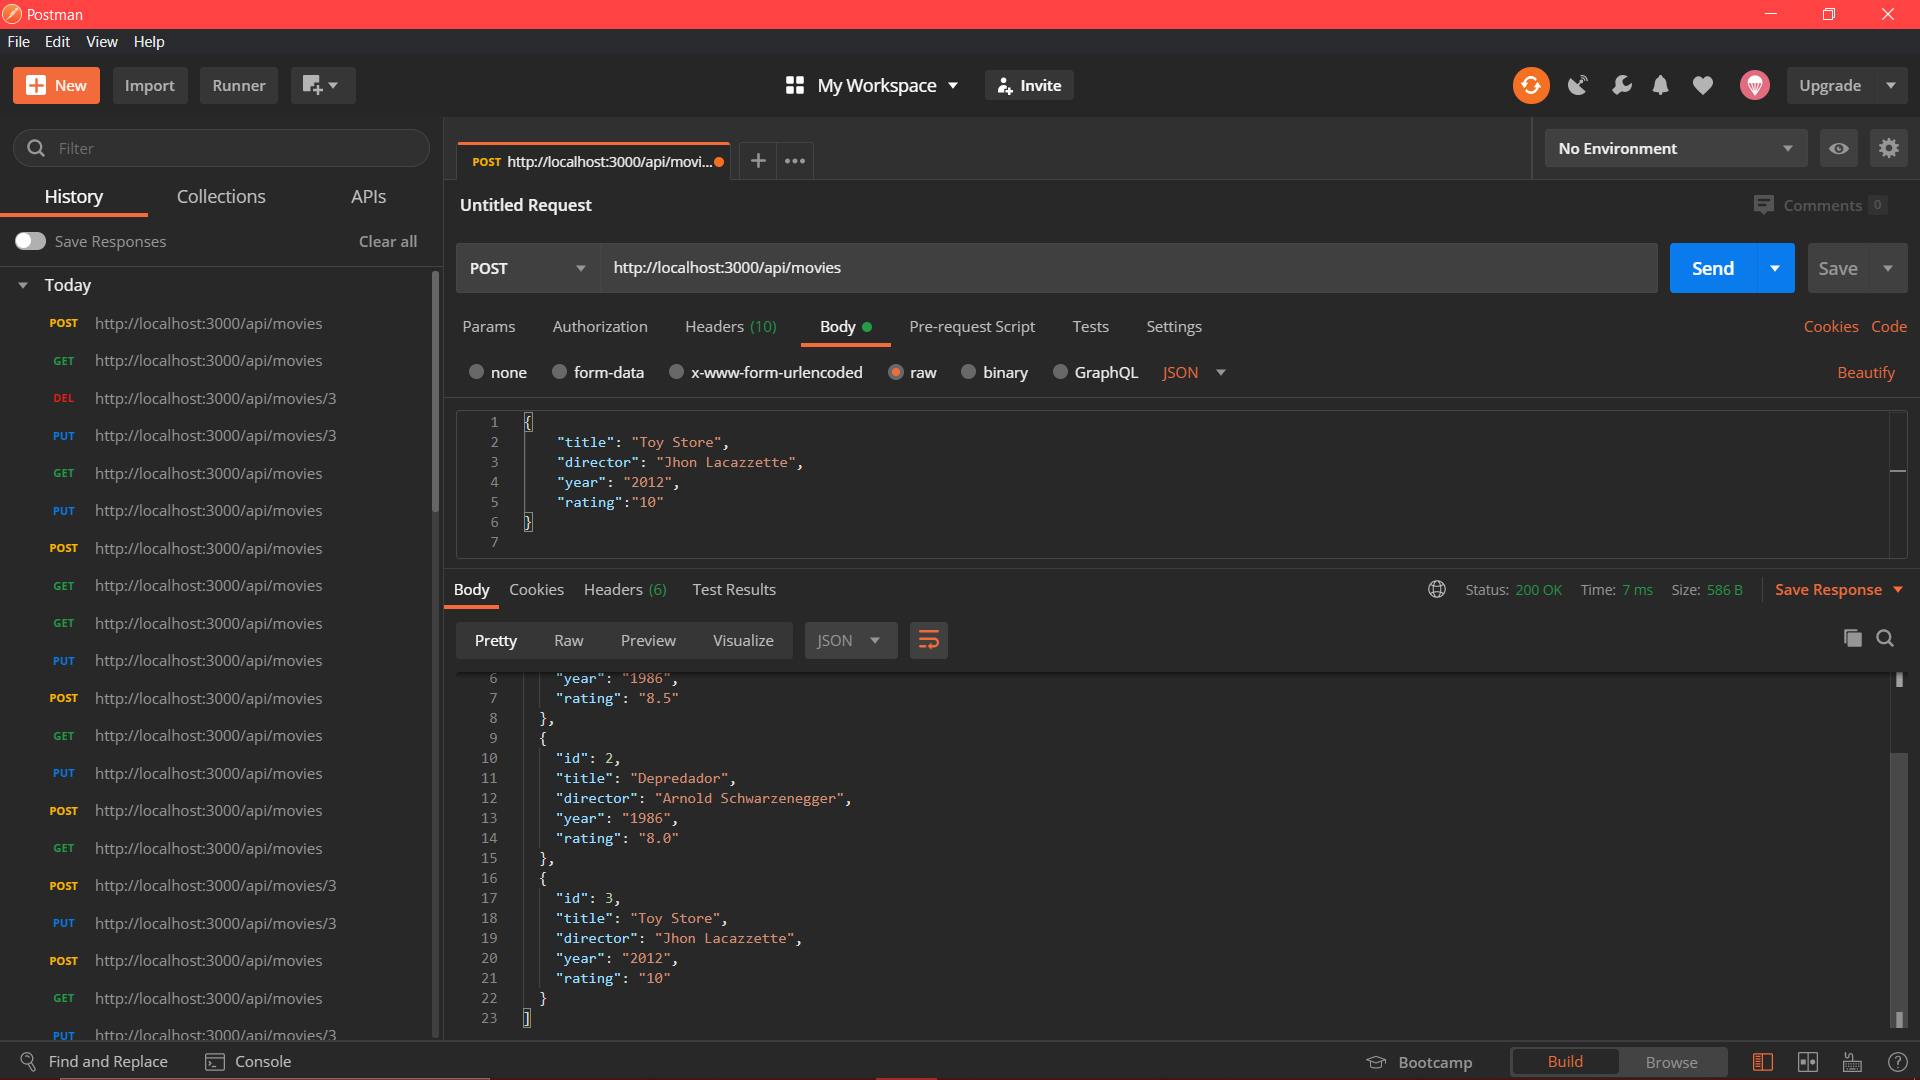 Postman
File Edit View Help
New Import Runner My Workspace Invite Upgrade
Filter
History Collections APIs
Save Responses Clear all
Today
POST http://localhost:3000/api/movies
GET http://localhost:3000/api/movies
DEL http://localhost:3000/api/movies/3
PUT http://localhost:3000/api/movies/3
GET http://localhost:3000/api/movies
PUT http://localhost:3000/api/movies
POST http://localhost:3000/api/movies
GET http://localhost:3000/api/movies
GET http://localhost:3000/api/movies
PUT http://localhost:3000/api/movies
POST http://localhost:3000/api/movies
GET http://localhost:3000/api/movies
PUT http://localhost:3000/api/movies
POST http://localhost:3000/api/movies
GET http://localhost:3000/api/movies
POST http://localhost:3000/api/movies/3
PUT http://localhost:3000/api/movies/3
POST http://localhost:3000/api/movies
GET http://localhost:3000/api/movies
PUT http://localhost:3000/api/movies/3
POST http://localhost:3000/api/movi... No Environment
Untitled Request Comments 0
POST http://localhost:3000/api/movies Send Save
Params Authorization Headers (10) Body Pre-request Script Tests Settings Cookies Code
none form-data x-www-form-urlencoded raw binary GraphQL JSON Beautify
1 {
2 "title": "Toy Store",
3 "director": "Jhon Lacazzette",
4 "year": "2012",
5 "rating":"10"
6 }
7
Body Cookies Headers (6) Test Results Status: 200 OK Time: 7 ms Size: 586 B Save Response
Pretty Raw Preview Visualize JSON
6 "year": "1986",
7 "rating": "8.5"
8 },
9 {
10 "id": 2,
11 "title": "Depredador",
12 "director": "Arnold Schwarzenegger",
13 "year": "1986",
14 "rating": "8.0"
15 },
16 {
17 "id": 3,
18 "title": "Toy Store",
19 "director": "Jhon Lacazzette",
20 "year": "2012",
21 "rating": "10"
22 }
23 ]
Find and Replace Console Bootcamp Build Browse